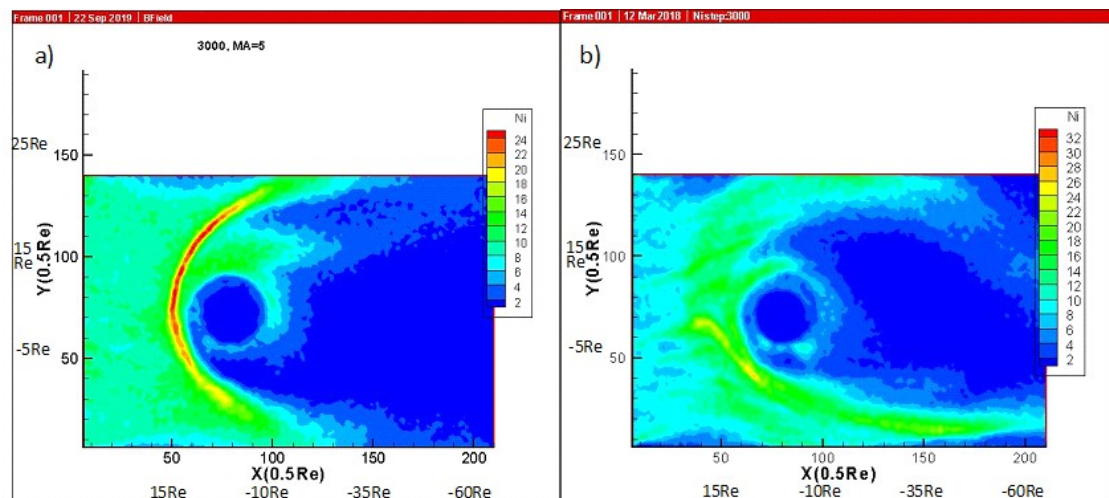 Frame 001 | 22 Sep 2019 | BField
a)
3000, MA=5
Ni
24
22
20
18
16
14
12
10
8
6
4
2
25Re
150
15
Re
100
-5Re
50
Y(0.5Re)
50 100 150 200
X(0.5Re)
15Re -10Re -35Re -60Re
Frame 001 | 12 Mar 2018 | Nistep:3000
b)
Ni
32
30
28
26
24
22
20
18
16
14
12
10
8
6
4
2
25Re
150
15
Re
100
-5Re
50
Y(0.5Re)
50 100 150 200
X(0.5Re)
15Re -10Re -35Re -60Re